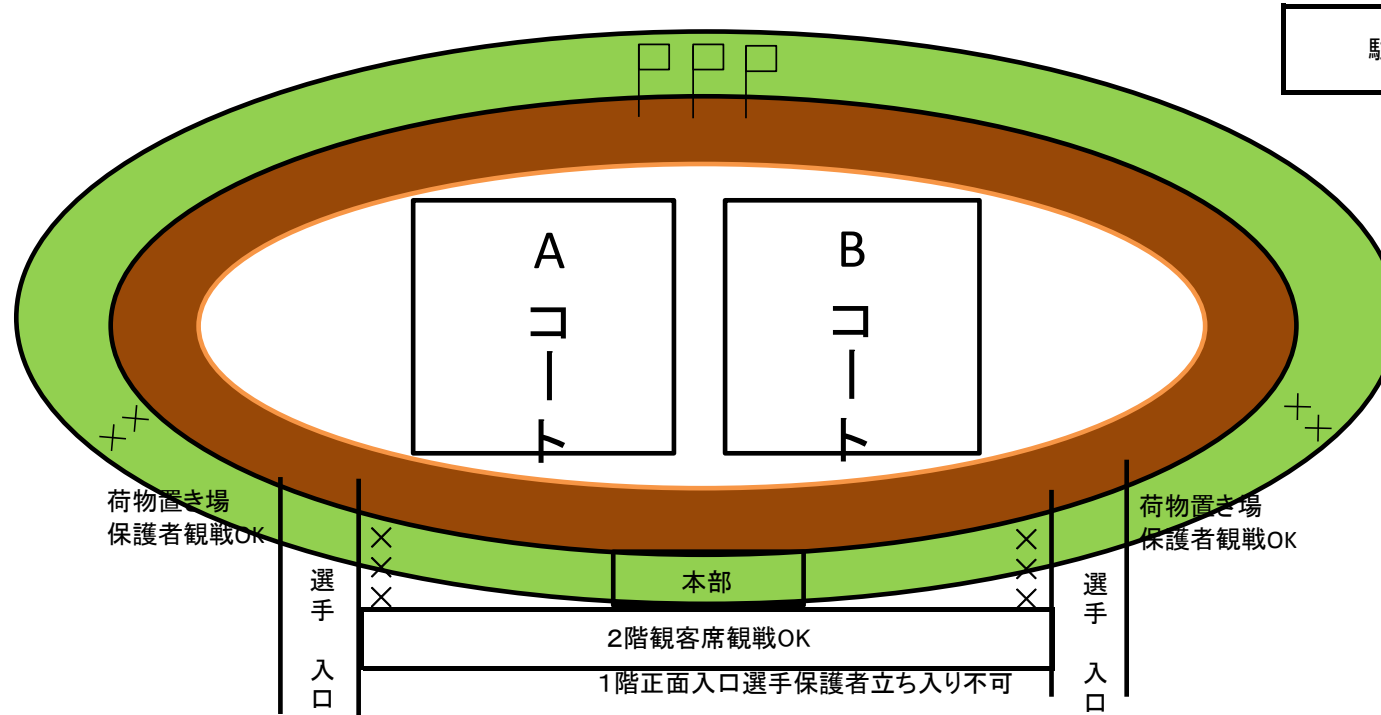 駐
Aコート
Bコート
荷物置き場
保護者観戦OK
荷物置き場
保護者観戦OK
選手 入口
本部
選手 入口
2階観客席観戦OK
1階正面入口選手保護者立ち入り不可